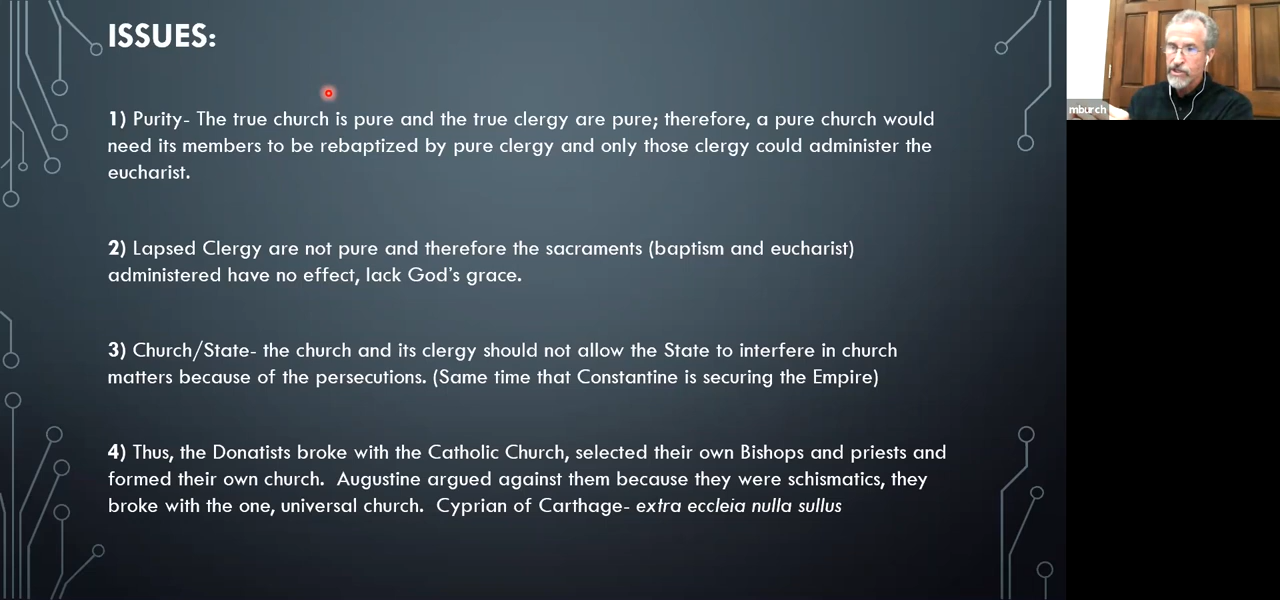 ISSUES:
1) Purity- The true church is pure and the true clergy are pure; therefore, a pure church would
need its members to be rebaptized by pure clergy and only those clergy could administer the
eucharist.
2) Lapsed Clergy are not pure and therefore the sacraments (baptism and eucharist)
administered have no effect, lack God's grace.
3) Church/State- the church and its clergy should not allow the State to interfere in church
matters because of the persecutions. (Same time that Constantine is securing the Empire)
4) Thus, the Donatists broke with the Catholic Church, selected their own Bishops and priests and
formed their own church.  Augustine argued against them because they were schismatics, they
broke with the one, universal church.  Cyprian of Carthage- extra eccleia nulla sullus
mburch